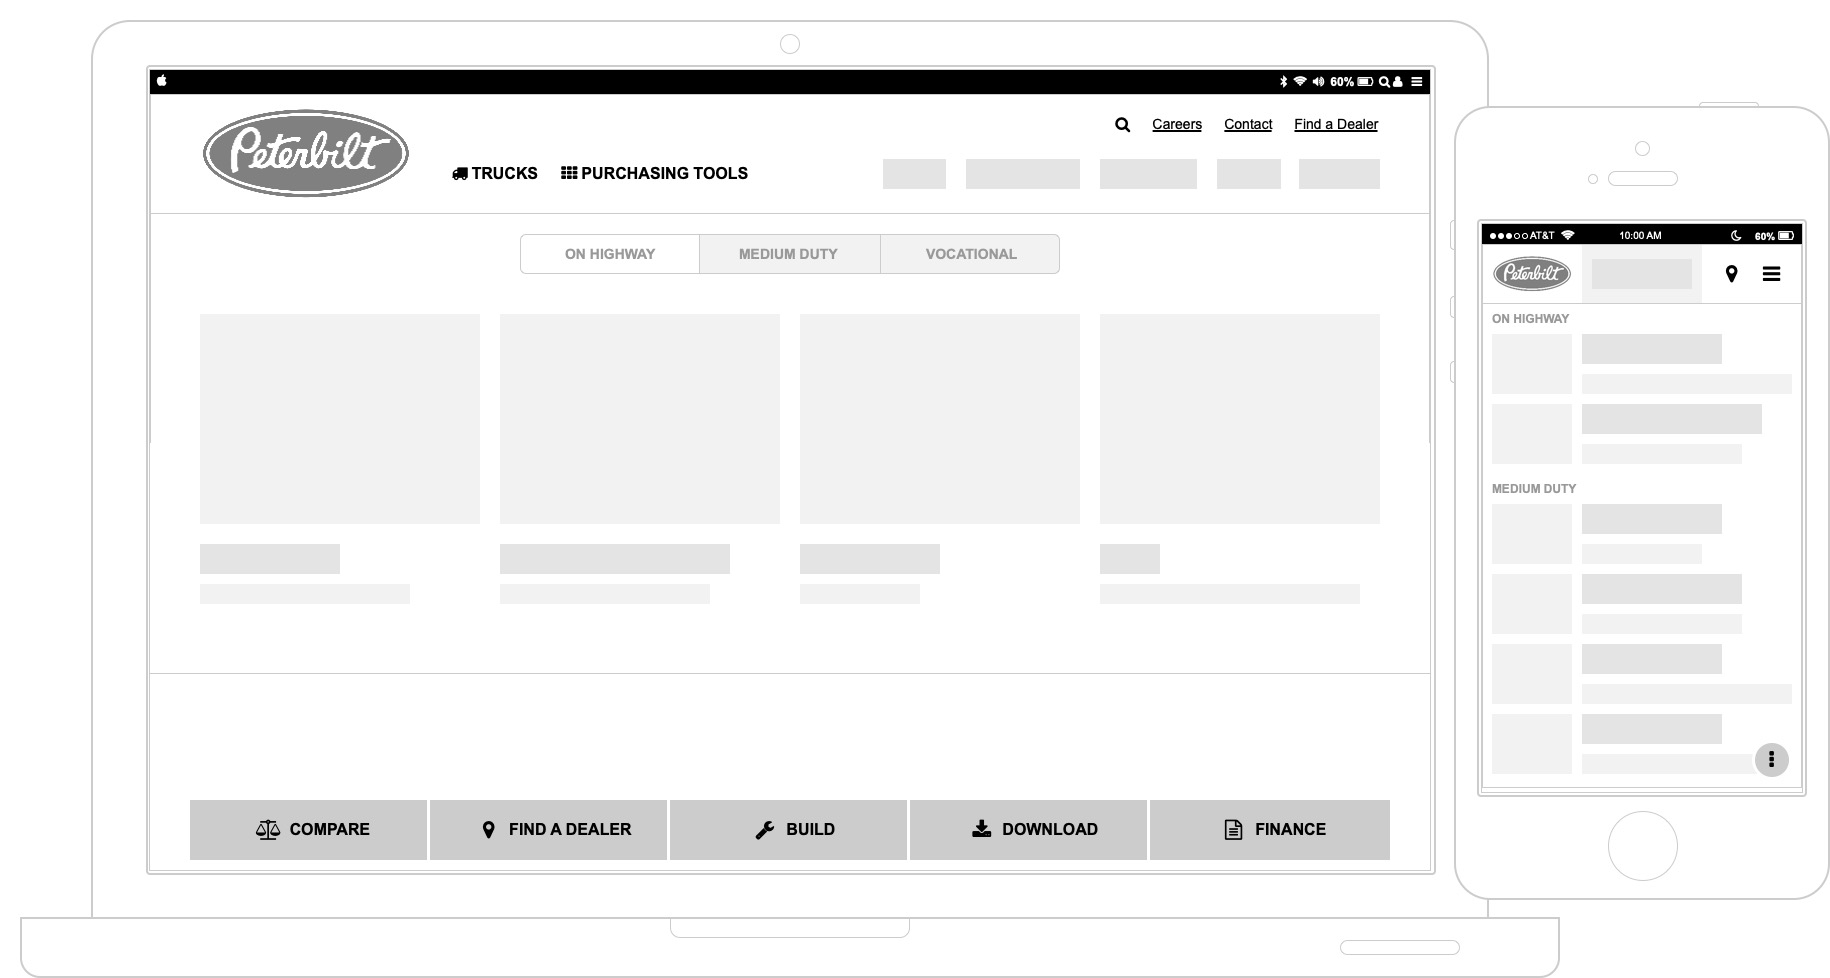 60%
Peterbilt
Careers Contact Find a Dealer
TRUCKS PURCHASING TOOLS
ON HIGHWAY MEDIUM DUTY VOCATIONAL
COMPARE FIND A DEALER BUILD DOWNLOAD FINANCE
AT&T 10:00 AM 60%
Peterbilt
ON HIGHWAY
MEDIUM DUTY